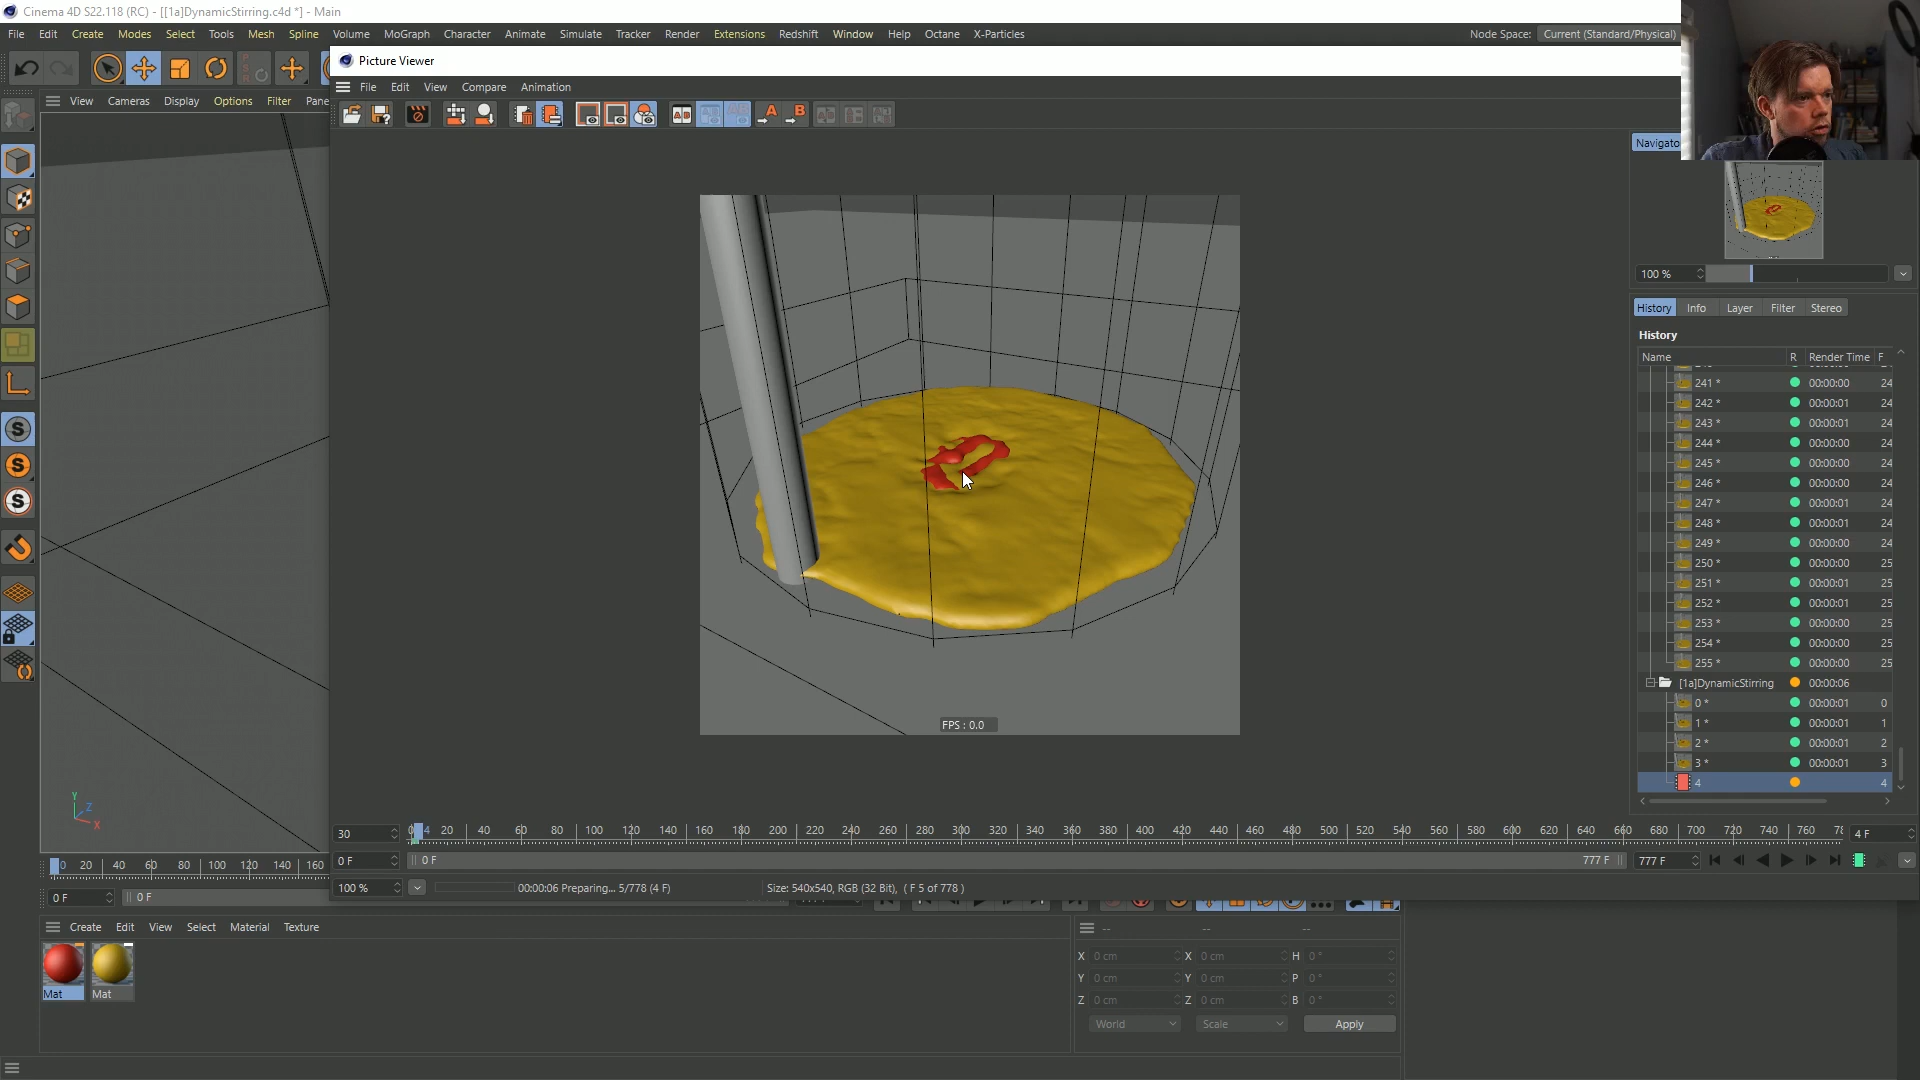 Cinema 4D S22.118 (RC) - [[1a]DynamicStirring.c4d *] - Main
File Edit Create Modes Select Tools Mesh Spline Volume MoGraph Character Animate Simulate Tracker Render Extensions Redshift Window Help Octane X-Particles
Node Space: Current (Standard/Physical)
Picture Viewer
File Edit View Compare Animation
View Cameras Display Options Filter Pane
Navigato
100 %
History Info Layer Filter Stereo
History
Name R Render Time F
241 * 00:00:00 24
242 * 00:00:01 24
243 * 00:00:01 24
244 * 00:00:00 24
245 * 00:00:00 24
246 * 00:00:00 24
247 * 00:00:01 24
248 * 00:00:01 24
249 * 00:00:00 24
250 * 00:00:00 25
251 * 00:00:01 25
252 * 00:00:01 25
253 * 00:00:00 25
254 * 00:00:00 25
255 * 00:00:00 25
[1a]DynamicStirring 00:00:06
0 * 00:00:01 0
1 * 00:00:01 1
2 * 00:00:01 2
3 * 00:00:01 3
4 4
FPS : 0.0
Y
Z
X
30 0 4 20 40 60 80 100 120 140 160 180 200 220 240 260 280 300 320 340 360 380 400 420 440 460 480 500 520 540 560 580 600 620 640 660 680 700 720 740 760 78 4 F
0 F 0 F 777 F 777 F
100 % 00:00:06 Preparing... 5/778 (4 F) Size: 540x540, RGB (32 Bit), ( F 5 of 778 )
0 20 40 60 80 100 120 140 160
0 F 0 F
Create Edit View Select Material Texture
Mat Mat
-- -- --
X 0 cm X 0 cm H 0 °
Y 0 cm Y 0 cm P 0 °
Z 0 cm Z 0 cm B 0 °
World Scale Apply